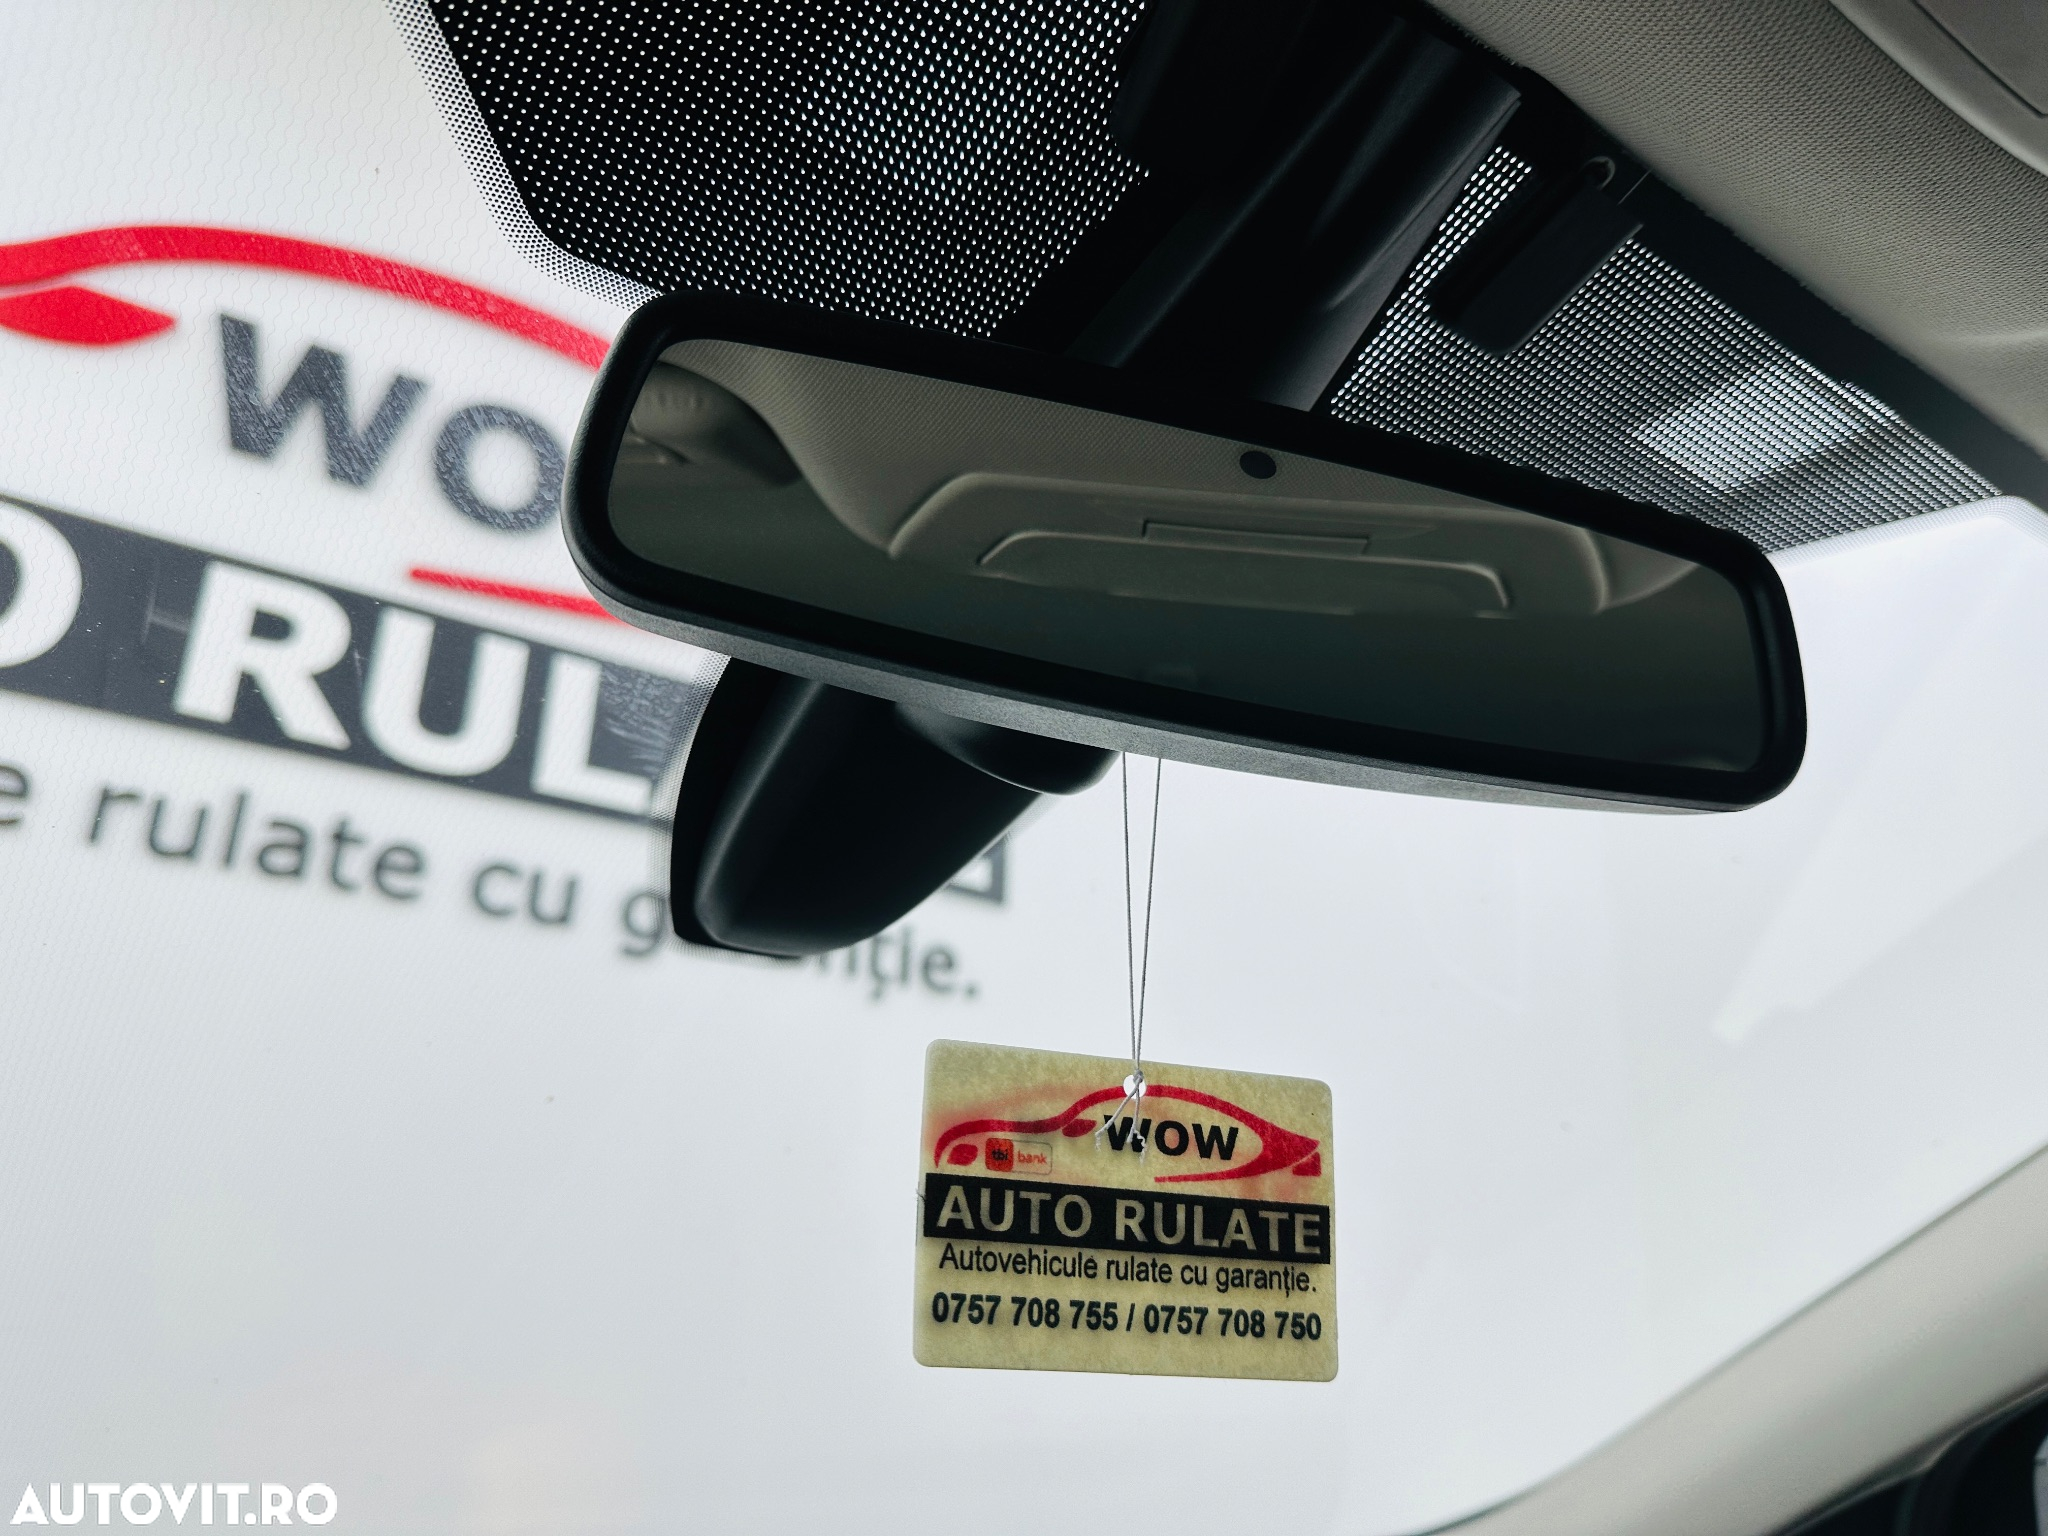 WO
O RUL
e rulate cu g
nție.
WOW
tbi bank
AUTO RULATE
Autovehicule rulate cu garanție.
0757 708 755 / 0757 708 750
AUTOVIT.RO